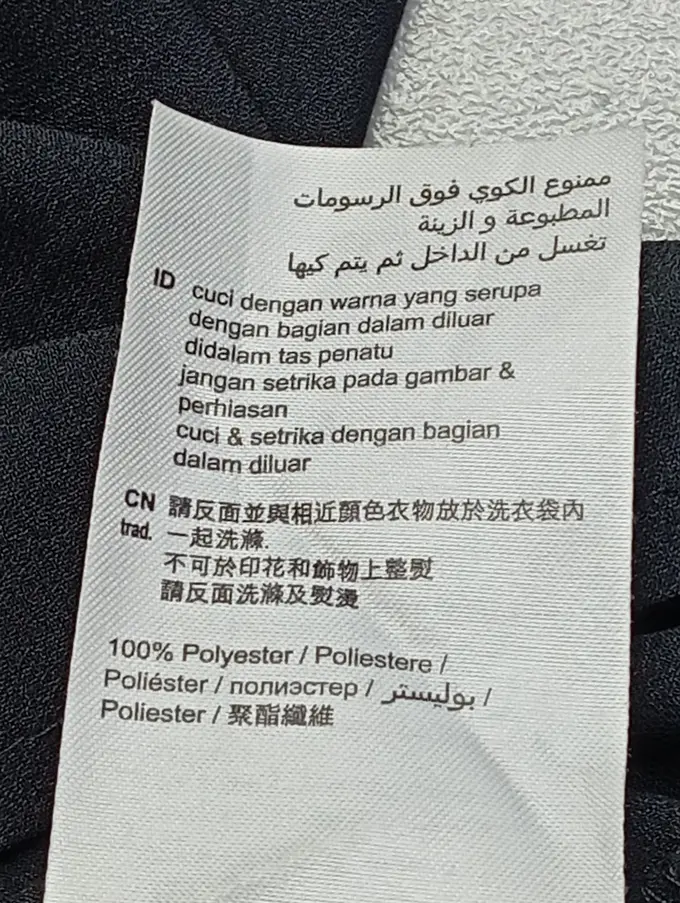 ممنوع الكوي فوق الرسومات
المطبوعة و الزينة
تغسل من الداخل ثم يتم كيها
ID cuci dengan warna yang serupa
dengan bagian dalam diluar
didalam tas penatu
jangan setrika pada gambar &
perhiasan
cuci & setrika dengan bagian
dalam diluar
CN 請反面並與相近顏色衣物放於洗衣袋內
trad. 一起洗滌.
不可於印花和飾物上整熨
請反面洗滌及熨燙
100% Polyester / Poliestere /
Poliéster / полиэстер / بوليستر /
Poliester / 聚酯纖維